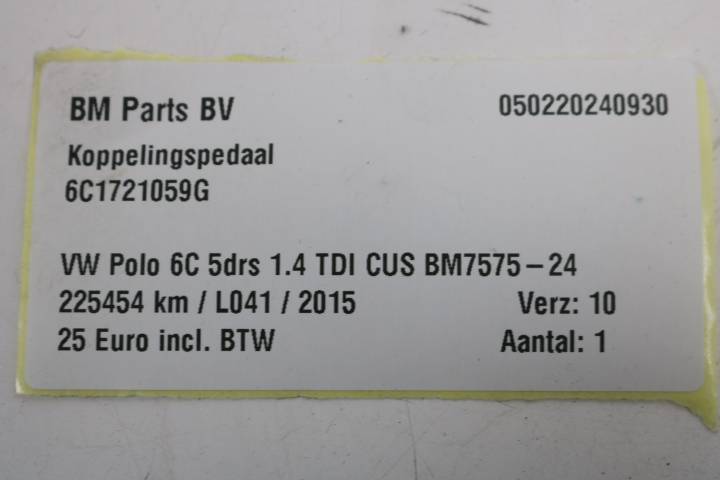 BM Parts BV 050220240930
Koppelingspedaal
6C1721059G
VW Polo 6C 5drs 1.4 TDI CUS BM7575-24
225454 km / L041 / 2015 Verz: 10
25 Euro incl. BTW Aantal: 1